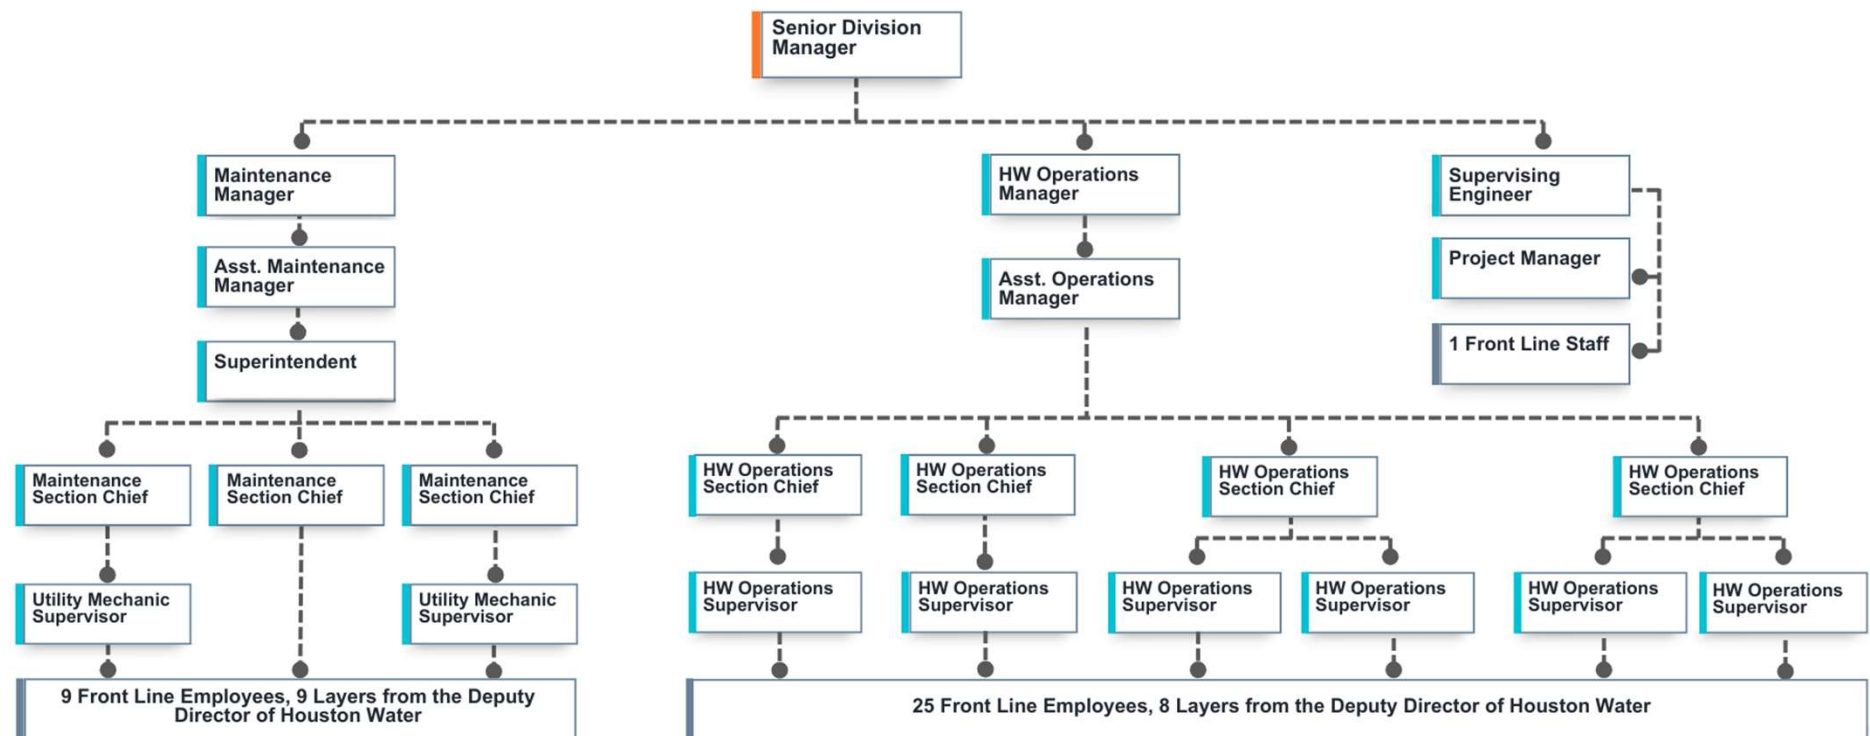 Senior Division
Manager
Maintenance
Manager
HW Operations
Manager
Supervising
Engineer
Asst. Maintenance
Manager
Asst. Operations
Manager
Project Manager
Superintendent
1 Front Line Staff
Maintenance
Section Chief
Maintenance
Section Chief
Maintenance
Section Chief
HW Operations
Section Chief
HW Operations
Section Chief
HW Operations
Section Chief
HW Operations
Section Chief
Utility Mechanic
Supervisor
Utility Mechanic
Supervisor
HW Operations
Supervisor
HW Operations
Supervisor
HW Operations
Supervisor
HW Operations
Supervisor
HW Operations
Supervisor
HW Operations
Supervisor
9 Front Line Employees, 9 Layers from the Deputy
Director of Houston Water
25 Front Line Employees, 8 Layers from the Deputy Director of Houston Water